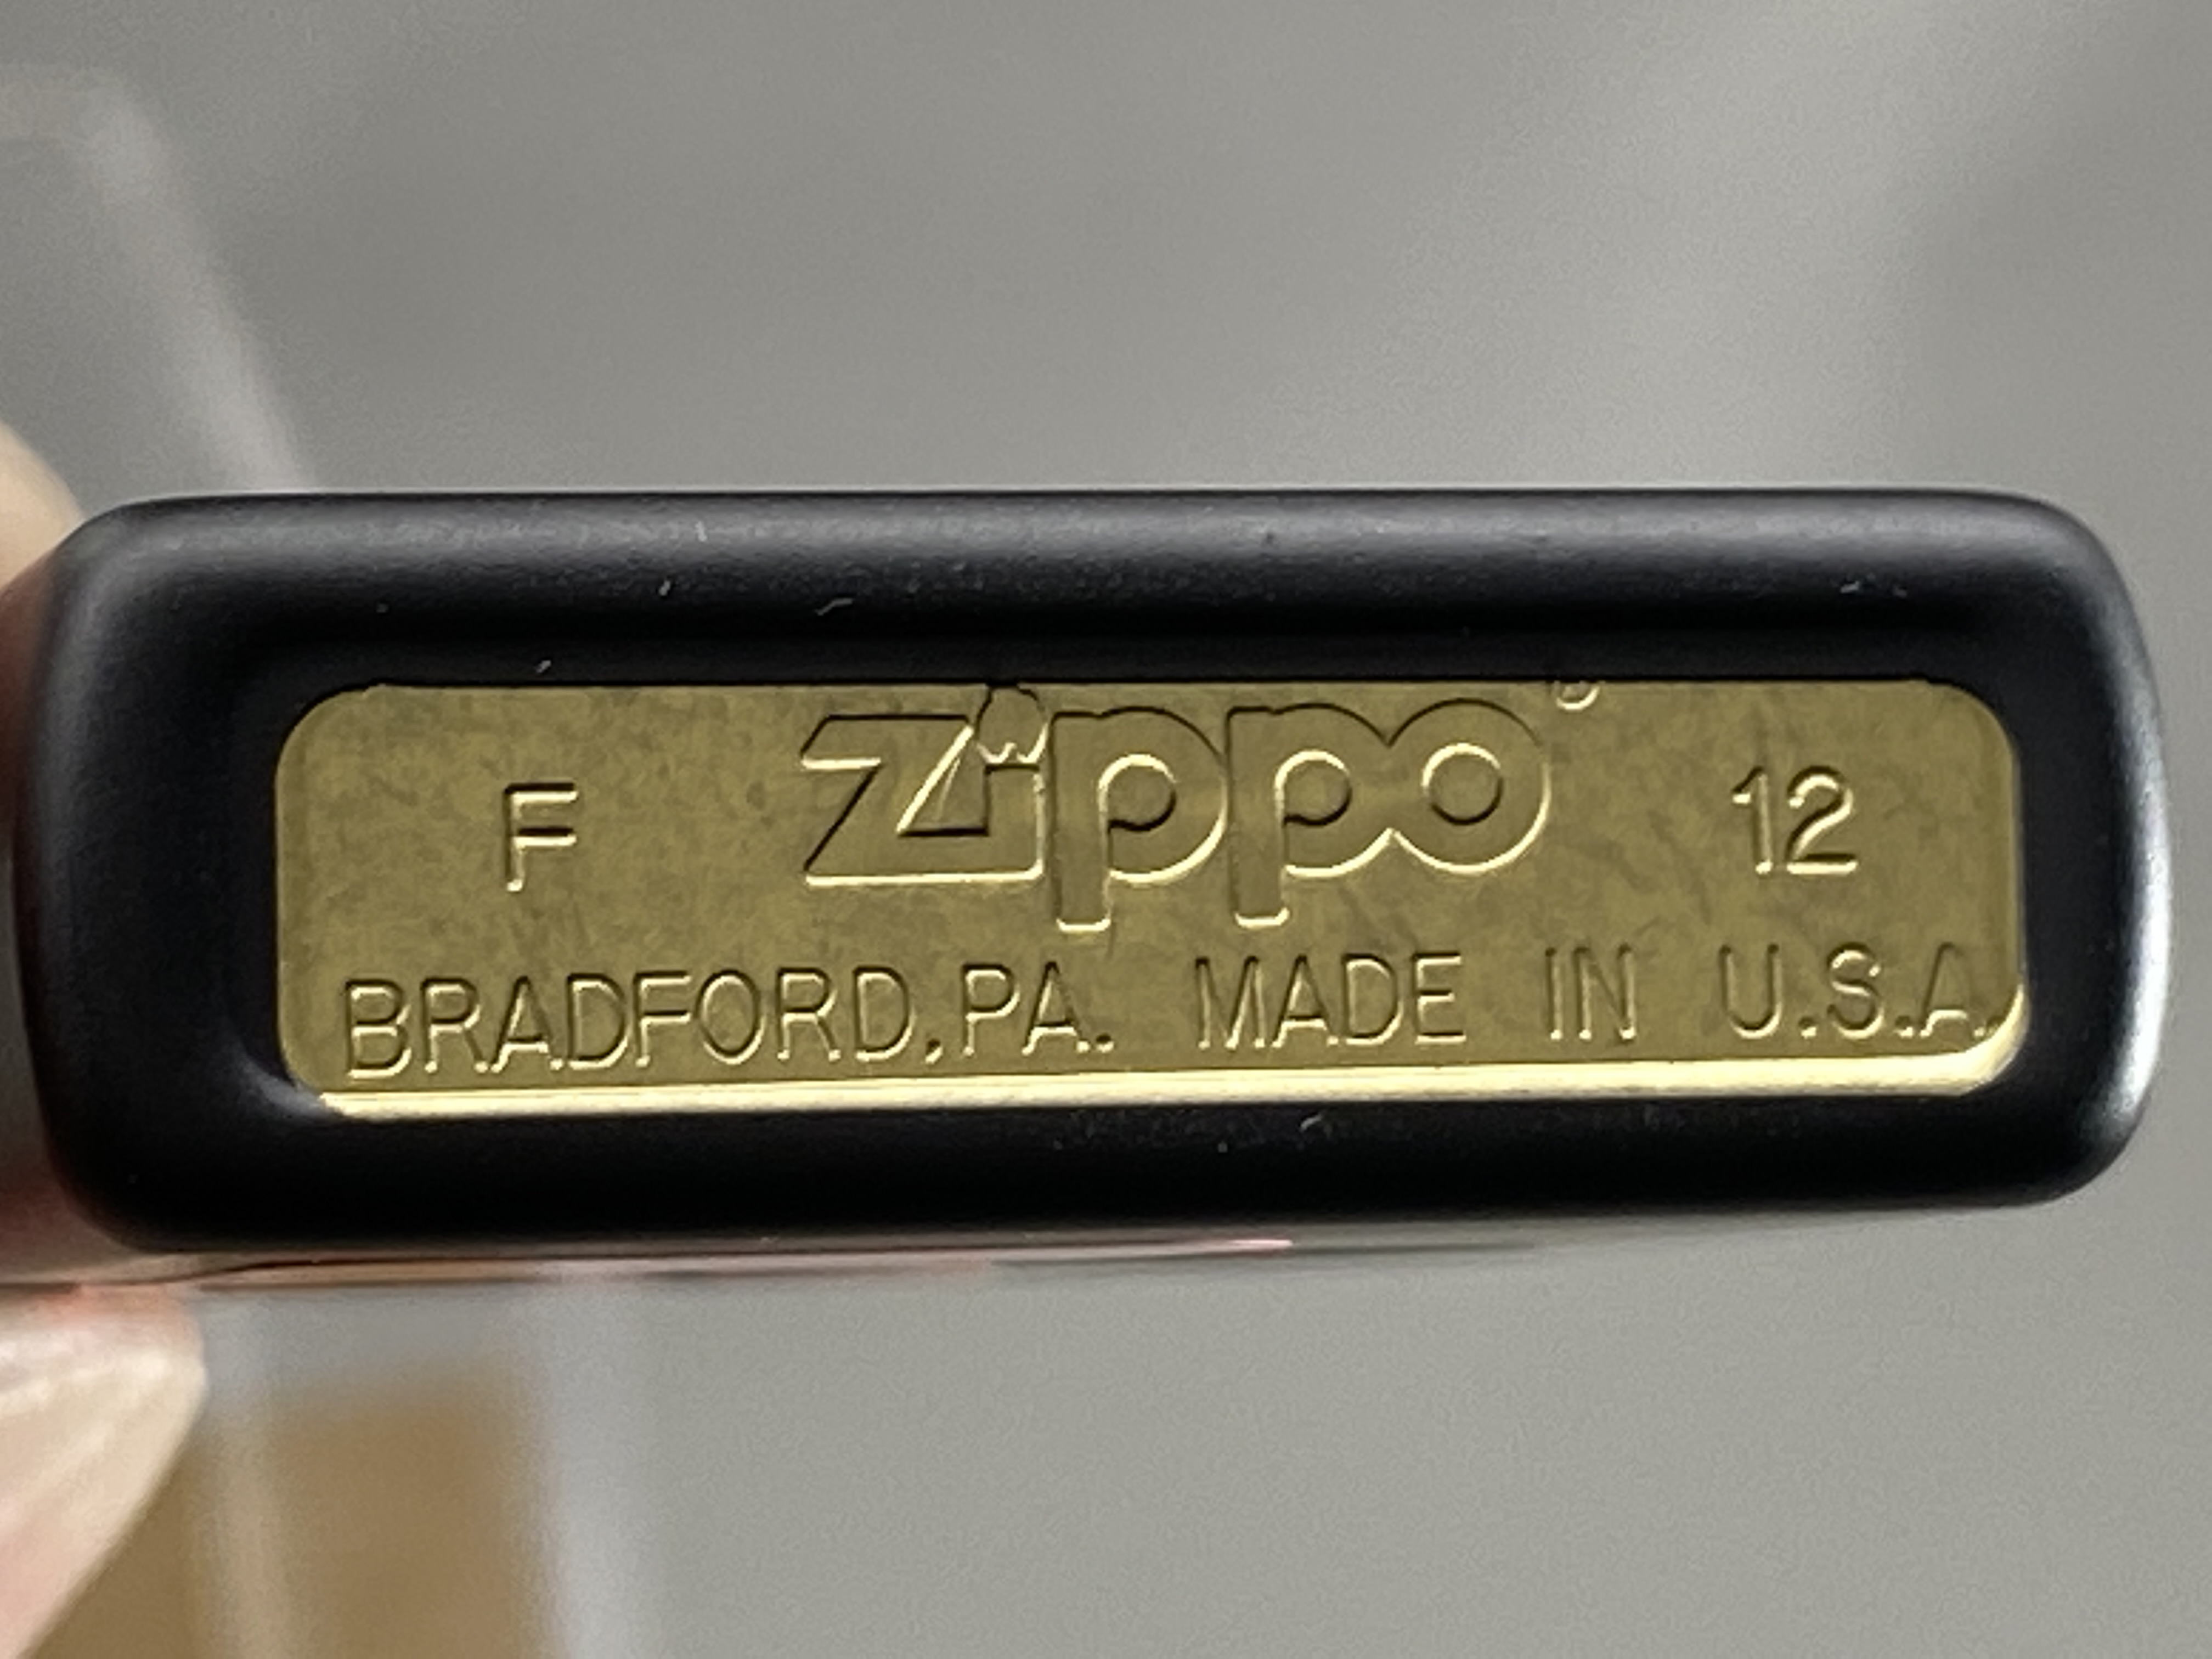 F Zippo ® 12
BRADFORD, PA. MADE IN U.S.A.